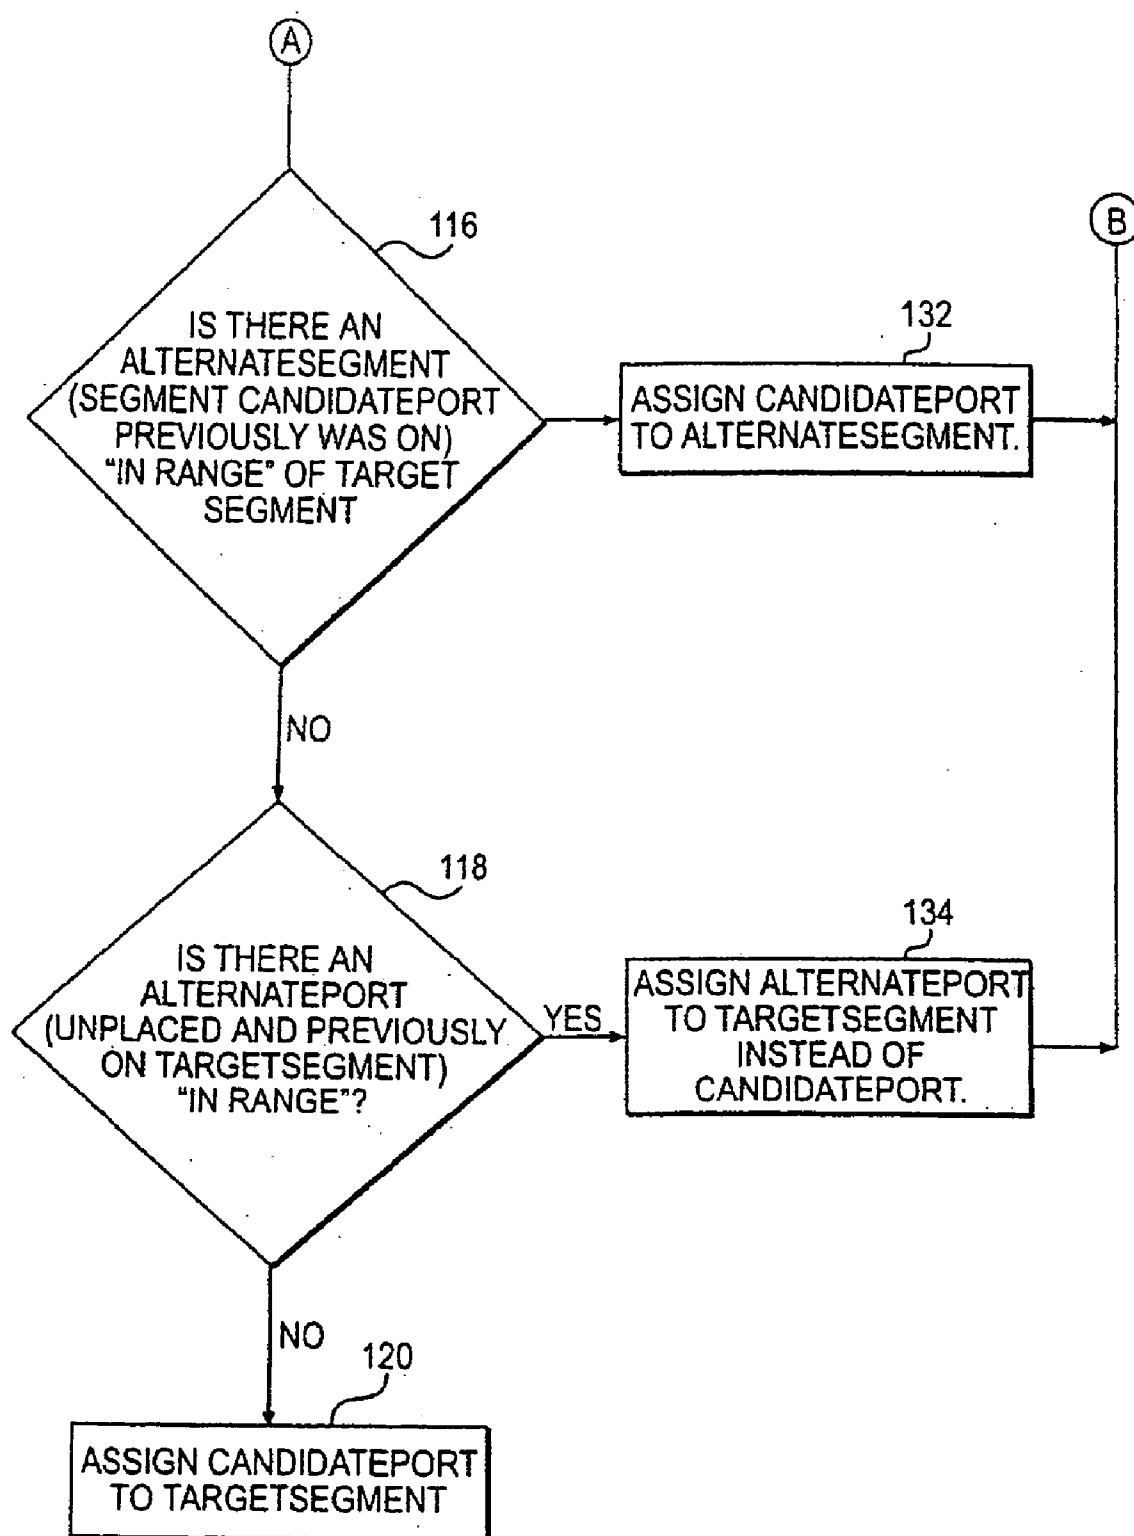 A
116
B
IS THERE AN
ALTERNATESEGMENT
(SEGMENT CANDIDATEPORT
PREVIOUSLY WAS ON)
"IN RANGE" OF TARGET
SEGMENT
132
ASSIGN CANDIDATEPORT
TO ALTERNATESEGMENT.
NO
118
IS THERE AN
ALTERNATEPORT
(UNPLACED AND PREVIOUSLY
ON TARGETSEGMENT)
"IN RANGE"?
YES
134
ASSIGN ALTERNATEPORT
TO TARGETSEGMENT
INSTEAD OF
CANDIDATEPORT.
NO
120
ASSIGN CANDIDATEPORT
TO TARGETSEGMENT